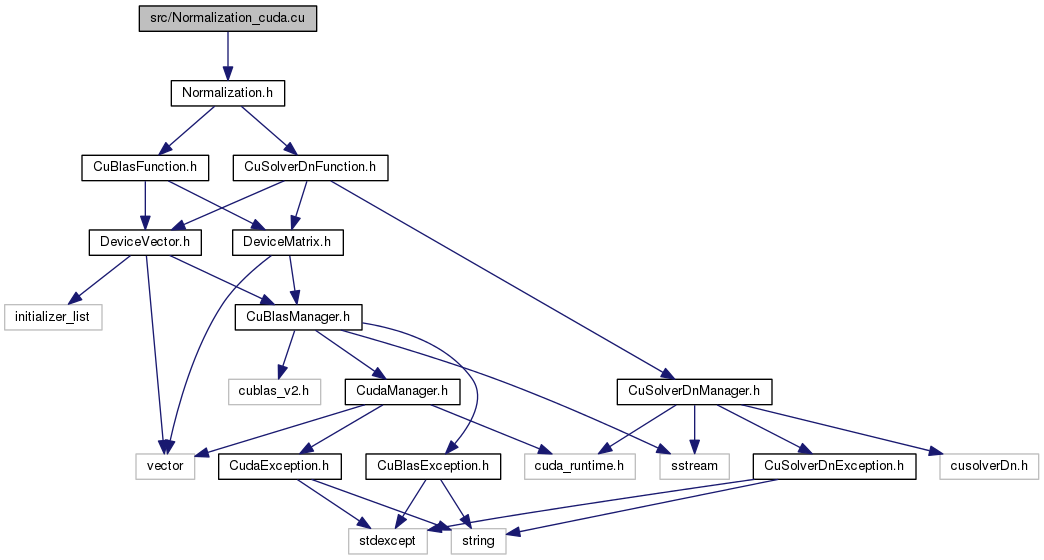 src/Normalization_cuda.cu
Normalization.h
CuBlasFunction.h
CuSolverDnFunction.h
DeviceVector.h
DeviceMatrix.h
initializer_list
CuBlasManager.h
cublas_v2.h
CudaManager.h
CuSolverDnManager.h
vector
CudaException.h
CuBlasException.h
cuda_runtime.h
sstream
CuSolverDnException.h
cusolverDn.h
stdexcept
string